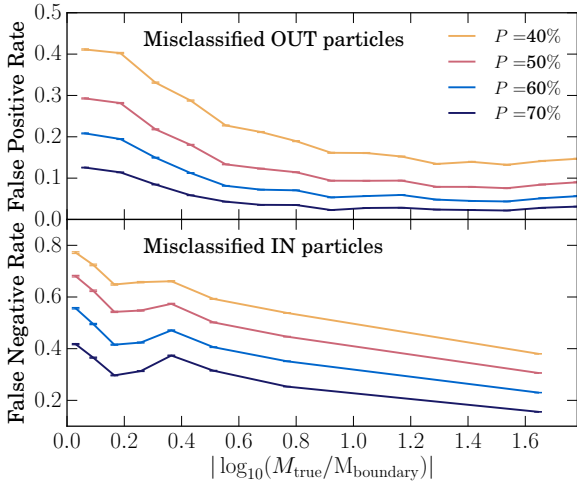 0.5
0.4
0.3
0.2
0.1
0.0
False Positive Rate
Misclassified OUT particles
P =40%
P =50%
P =60%
P =70%
0.8
0.6
0.4
0.2
False Negative Rate
Misclassified IN particles
0.0 0.2 0.4 0.6 0.8 1.0 1.2 1.4 1.6
| log₁₀(M_true/M_boundary)|